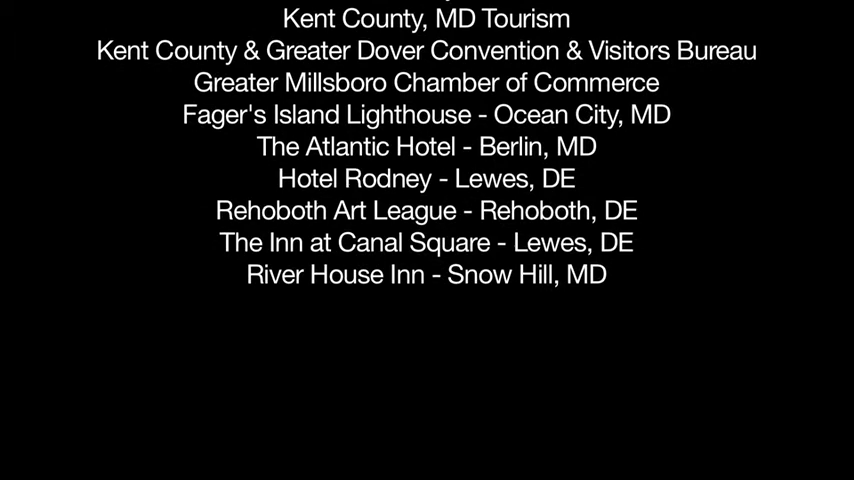 Kent County, MD Tourism
Kent County & Greater Dover Convention & Visitors Bureau
Greater Millsboro Chamber of Commerce
Fager's Island Lighthouse - Ocean City, MD
The Atlantic Hotel - Berlin, MD
Hotel Rodney - Lewes, DE
Rehoboth Art League - Rehoboth, DE
The Inn at Canal Square - Lewes, DE
River House Inn - Snow Hill, MD